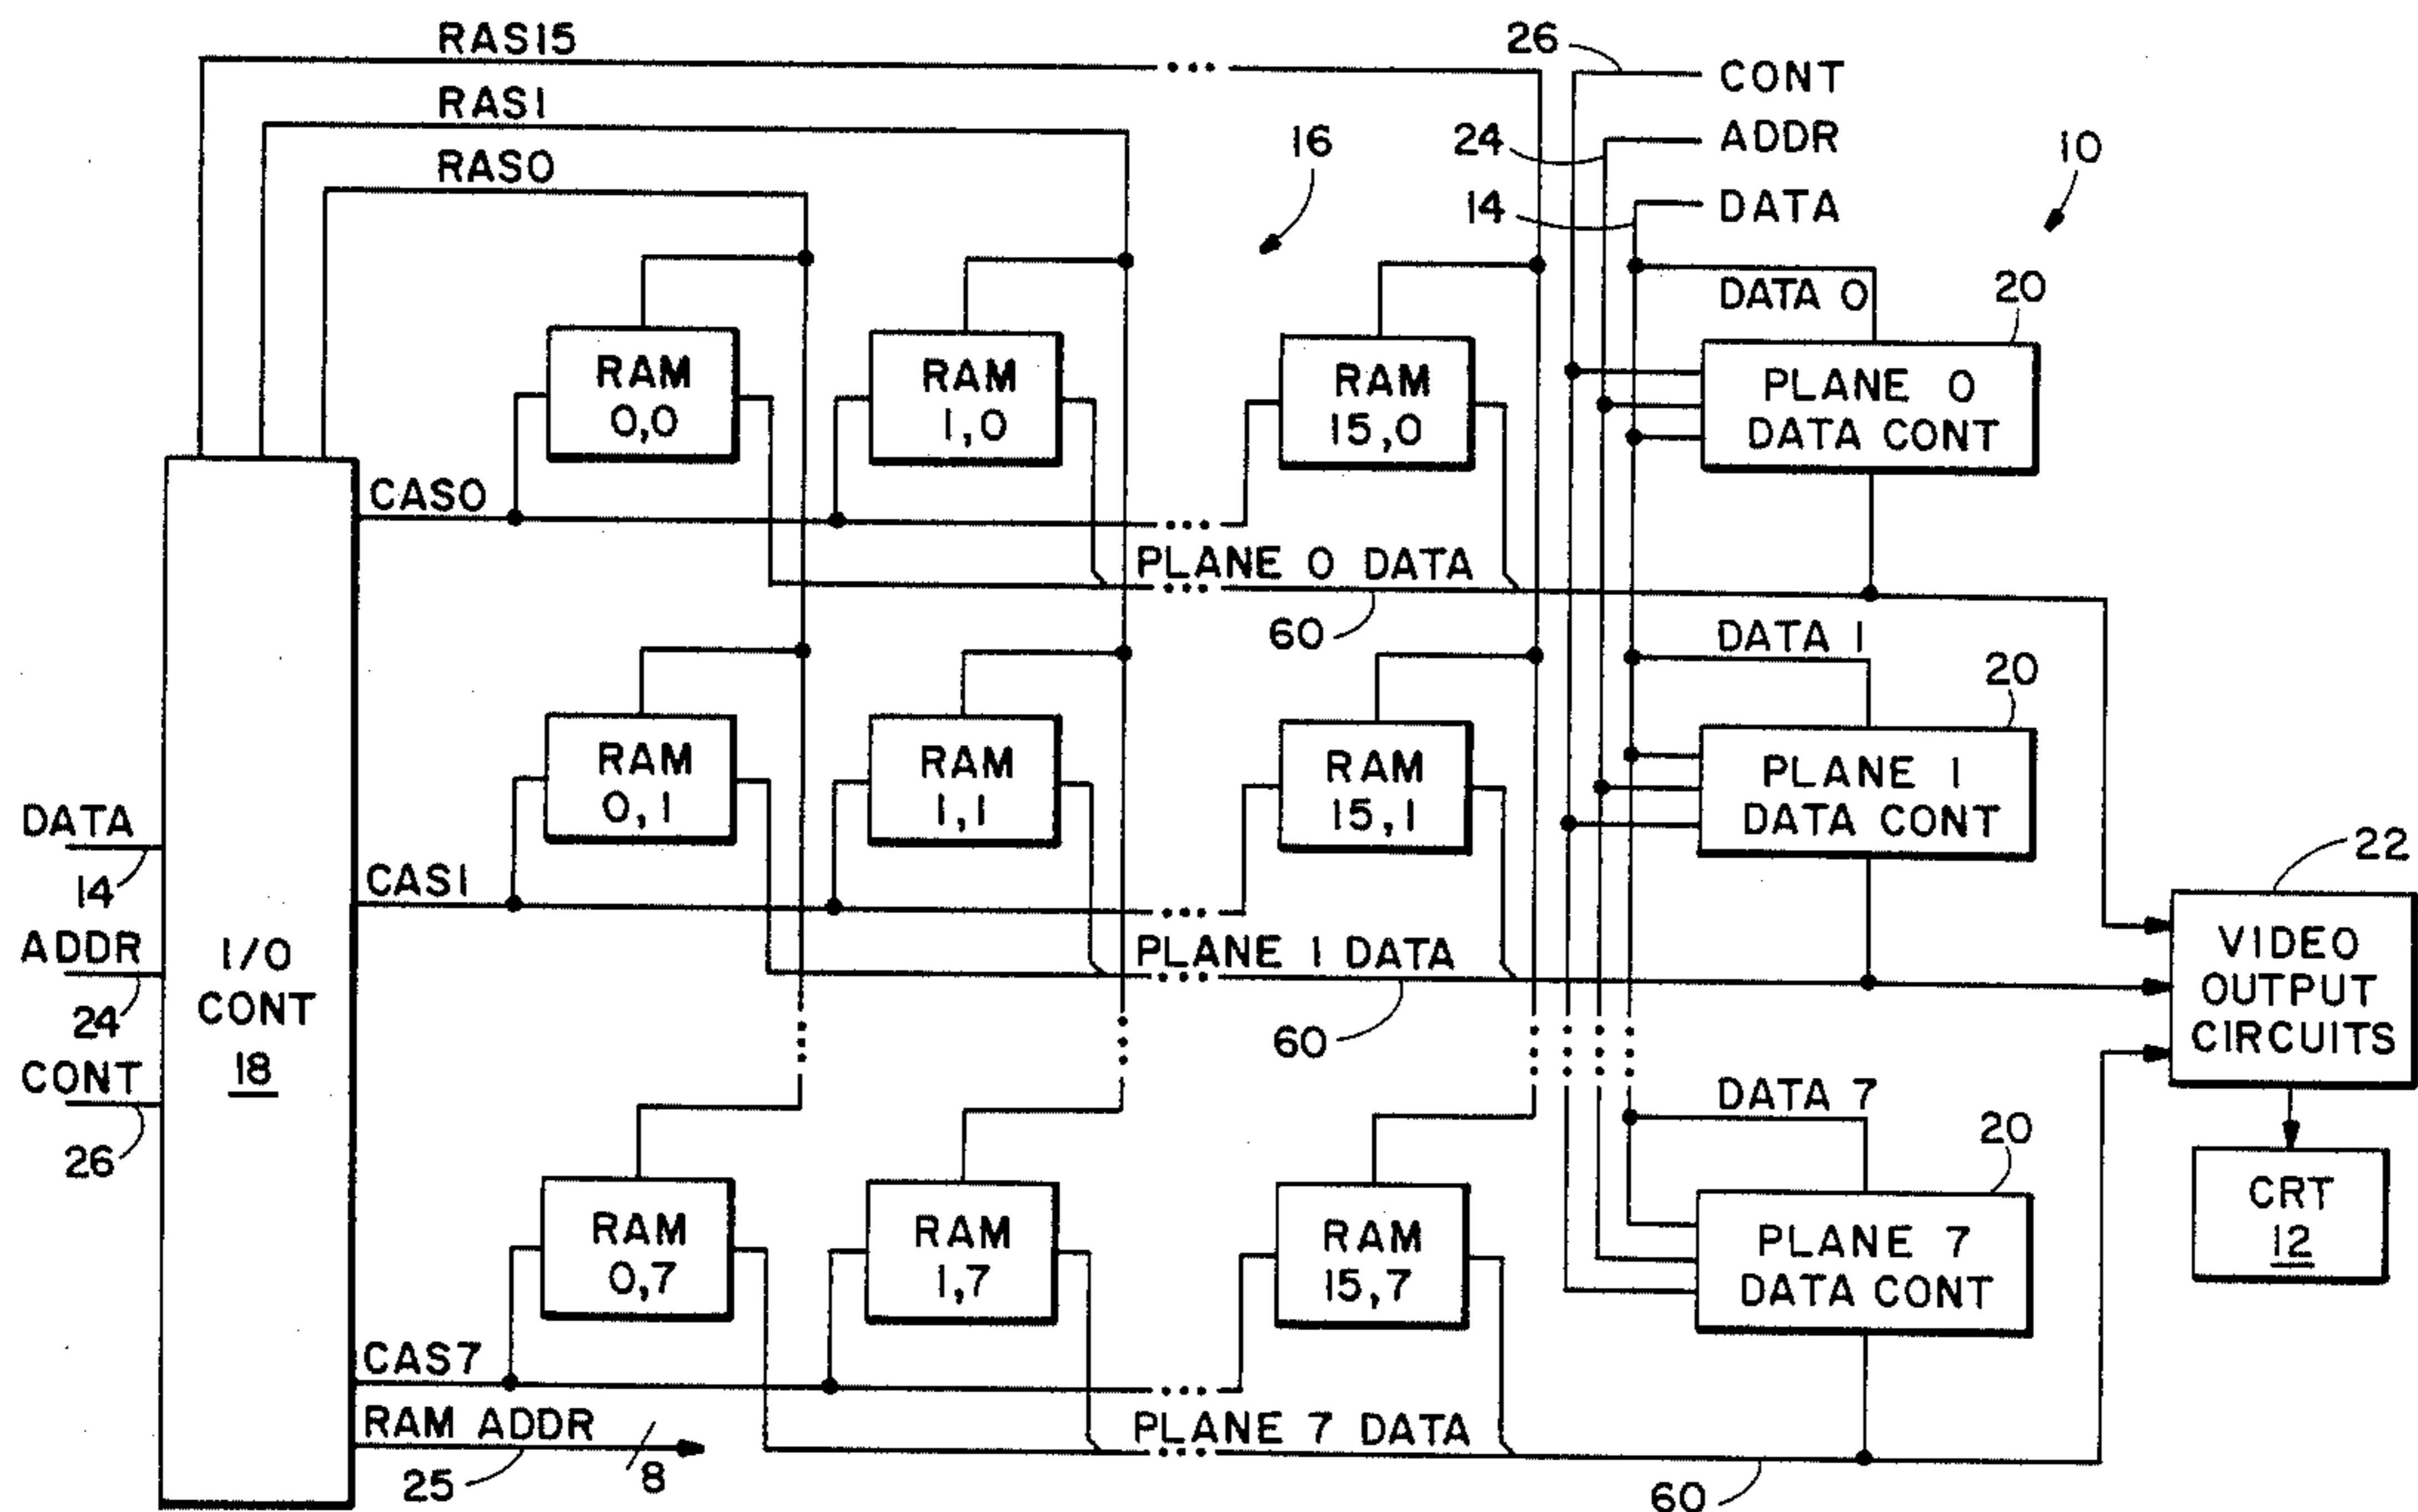 RAS15
RAS1
RAS0
26
CONT
24
ADDR
14
DATA
16
10
DATA 0
20
RAM
0,0
RAM
1,0
RAM
15,0
PLANE 0
DATA CONT
CAS0
PLANE 0 DATA
60
DATA 1
20
RAM
0,1
RAM
1,1
RAM
15,1
PLANE 1
DATA CONT
DATA
14
ADDR
24
CONT
26
I/O
CONT
18
CAS1
PLANE 1 DATA
60
22
VIDEO
OUTPUT
CIRCUITS
DATA 7
20
RAM
0,7
RAM
1,7
RAM
15,7
PLANE 7
DATA CONT
CRT
12
CAS7
RAM ADDR
25
8
PLANE 7 DATA
60